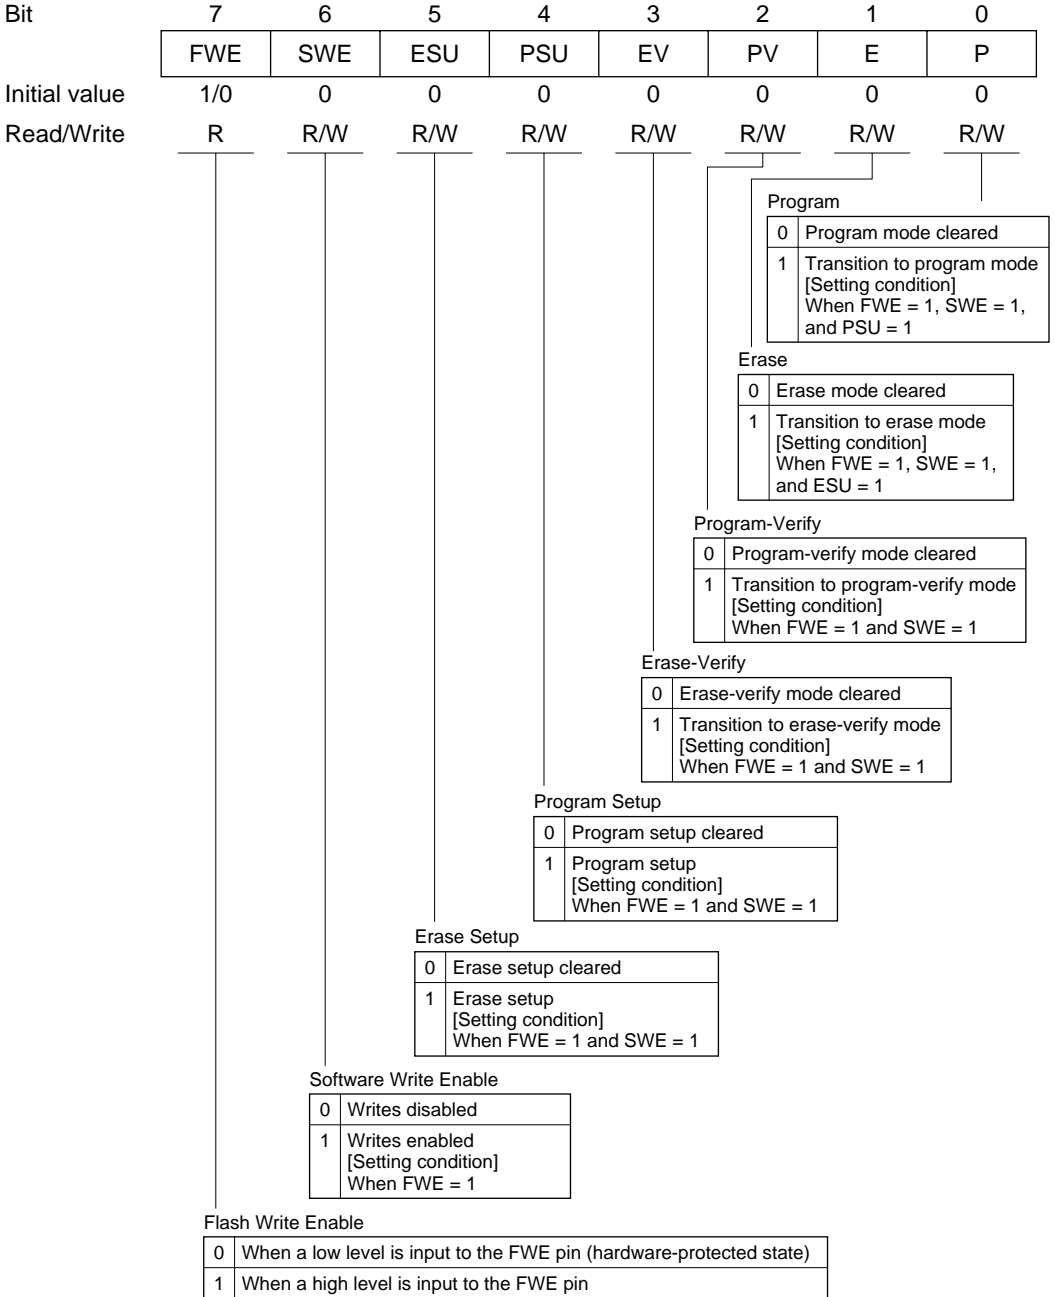 Bit 7 6 5 4 3 2 1 0
FWE SWE ESU PSU EV PV E P
Initial value 1/0 0 0 0 0 0 0 0
Read/Write R R/W R/W R/W R/W R/W R/W R/W
Program
0 Program mode cleared
1 Transition to program mode
[Setting condition]
When FWE = 1, SWE = 1,
and PSU = 1
Erase
0 Erase mode cleared
1 Transition to erase mode
[Setting condition]
When FWE = 1, SWE = 1,
and ESU = 1
Program-Verify
0 Program-verify mode cleared
1 Transition to program-verify mode
[Setting condition]
When FWE = 1 and SWE = 1
Erase-Verify
0 Erase-verify mode cleared
1 Transition to erase-verify mode
[Setting condition]
When FWE = 1 and SWE = 1
Program Setup
0 Program setup cleared
1 Program setup
[Setting condition]
When FWE = 1 and SWE = 1
Erase Setup
0 Erase setup cleared
1 Erase setup
[Setting condition]
When FWE = 1 and SWE = 1
Software Write Enable
0 Writes disabled
1 Writes enabled
[Setting condition]
When FWE = 1
Flash Write Enable
0 When a low level is input to the FWE pin (hardware-protected state)
1 When a high level is input to the FWE pin